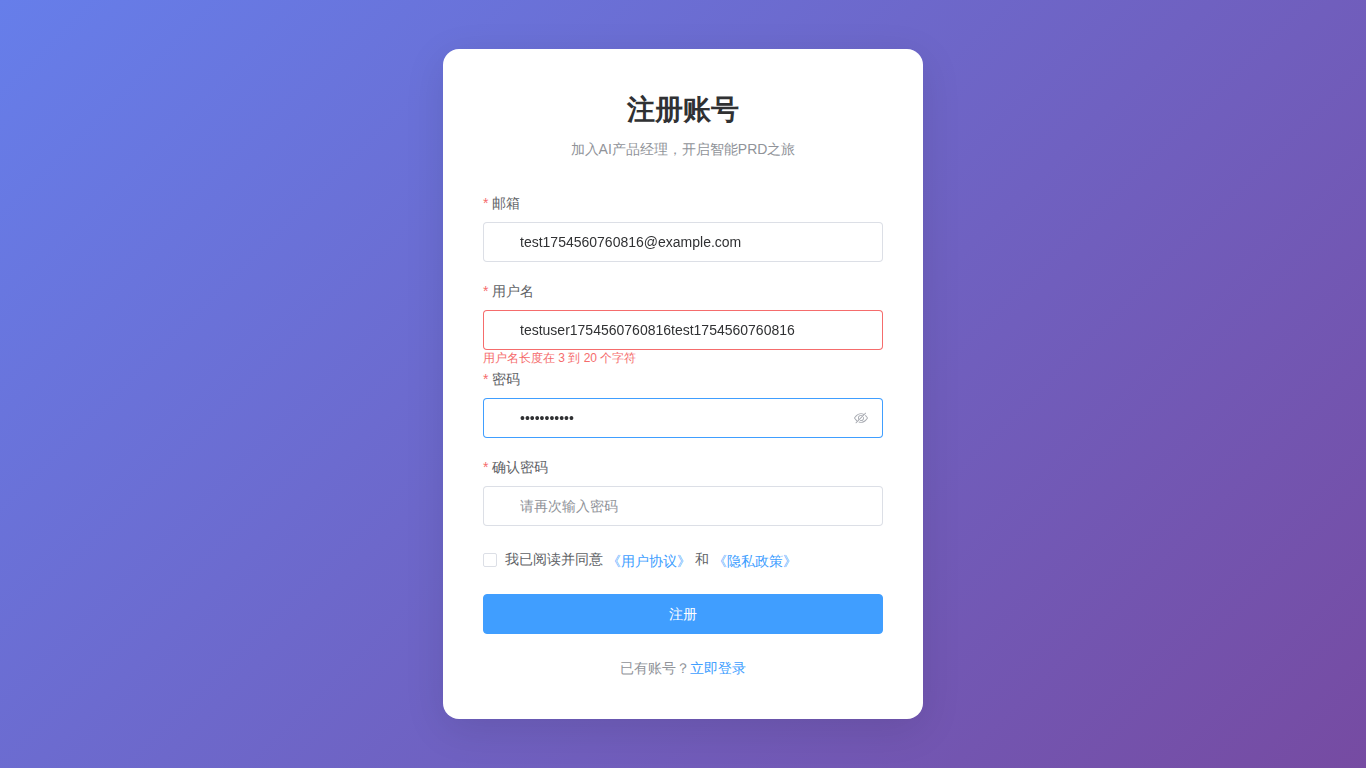 注册账号
加入AI产品经理，开启智能PRD之旅
* 邮箱
test1754560760816@example.com
* 用户名
testuser1754560760816test1754560760816
用户名长度在 3 到 20 个字符
* 密码
•••••••••••
* 确认密码
请再次输入密码
我已阅读并同意 《用户协议》 和 《隐私政策》
注册
已有账号？立即登录